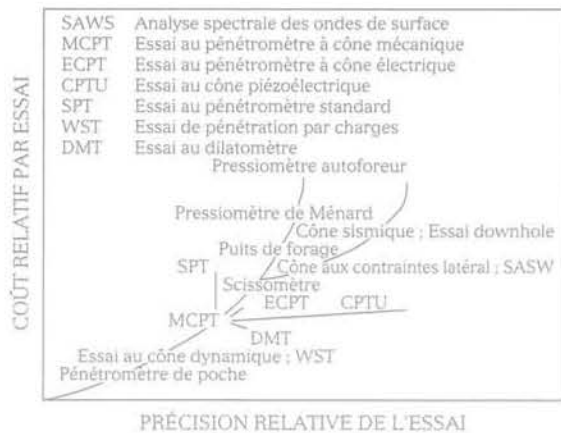 SAWS Analyse spectrale des ondes de surface
MCPT Essai au pénétromètre à cône mécanique
ECPT Essai au pénétromètre à cône électrique
CPTU Essai au cône piézoélectrique
SPT Essai au pénétromètre standard
WST Essai de pénétration par charges
DMT Essai au dilatomètre
Pressiomètre autoforeur
Pressiomètre de Ménard
Cône sismique ; Essai downhole
Puits de forage
SPT
Cône aux contraintes latéral ; SASW
Scissomètre
ECPT CPTU
MCPT
DMT
Essai au cône dynamique ; WST
Pénétromètre de poche
COÛT RELATIF PAR ESSAI
PRÉCISION RELATIVE DE L'ESSAI